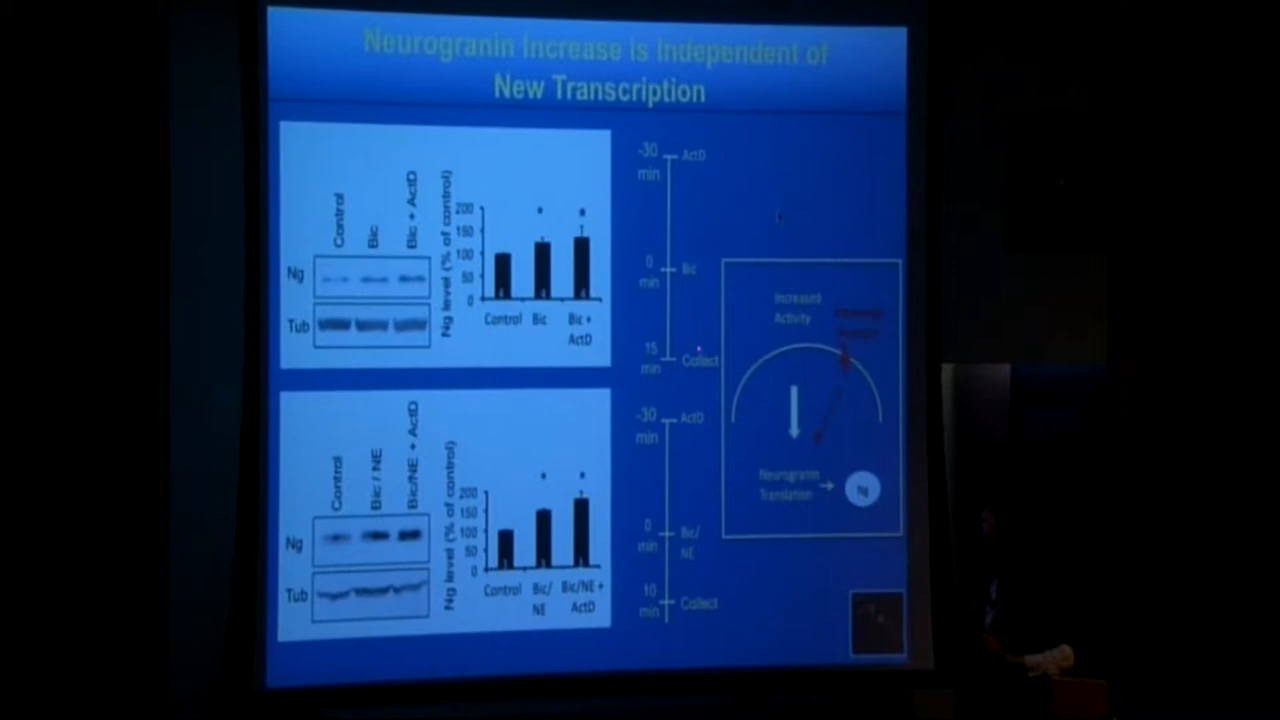 Neurogranin Increase is Independent of
New Transcription
Control
Bic
Bic + ActD
Ng
Tub
Ng level (% of control)
200
150
100
50
0
4
4
4
Control
Bic
Bic +
ActD
*
*
-30
min
ActD
0
min
Bic
15
min
Collect
Increased
Activity
Neurogranin
Translation
Ng
Control
Bic / NE
Bic/NE + ActD
Ng
Tub
Ng level (% of control)
200
150
100
50
0
Control
Bic/
NE
Bic/NE +
ActD
*
*
-30
min
ActD
0
min
Bic/
NE
10
min
Collect